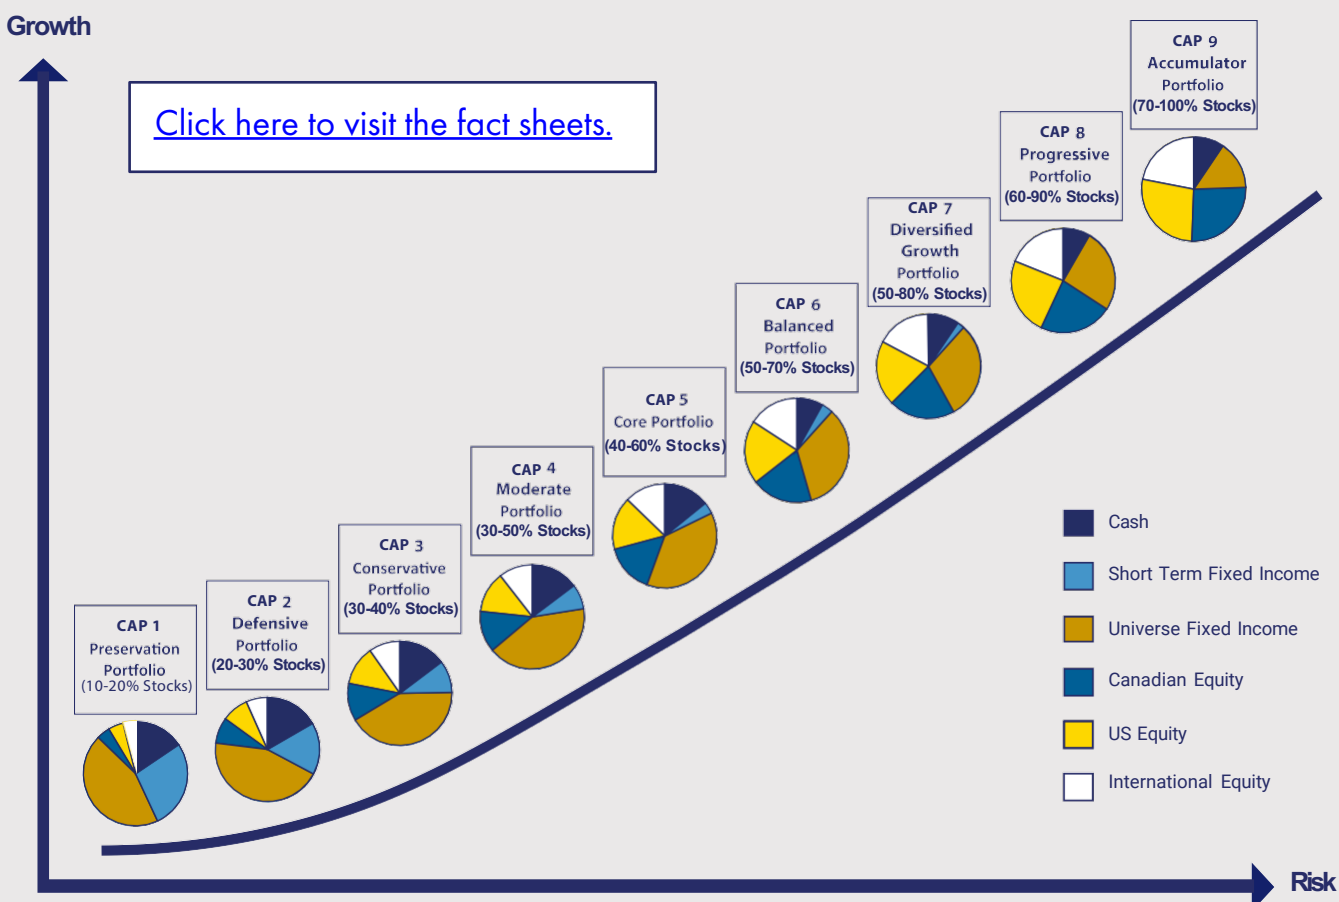 Growth
Click here to visit the fact sheets.
CAP 9
Accumulator
Portfolio
(70-100% Stocks)
CAP 8
Progressive
Portfolio
(60-90% Stocks)
CAP 7
Diversified
Growth
Portfolio
(50-80% Stocks)
CAP 6
Balanced
Portfolio
(50-70% Stocks)
CAP 5
Core Portfolio
(40-60% Stocks)
CAP 4
Moderate
Portfolio
(30-50% Stocks)
CAP 3
Conservative
Portfolio
(30-40% Stocks)
CAP 2
Defensive
Portfolio
(20-30% Stocks)
CAP 1
Preservation
Portfolio
(10-20% Stocks)
Cash
Short Term Fixed Income
Universe Fixed Income
Canadian Equity
US Equity
International Equity
Risk